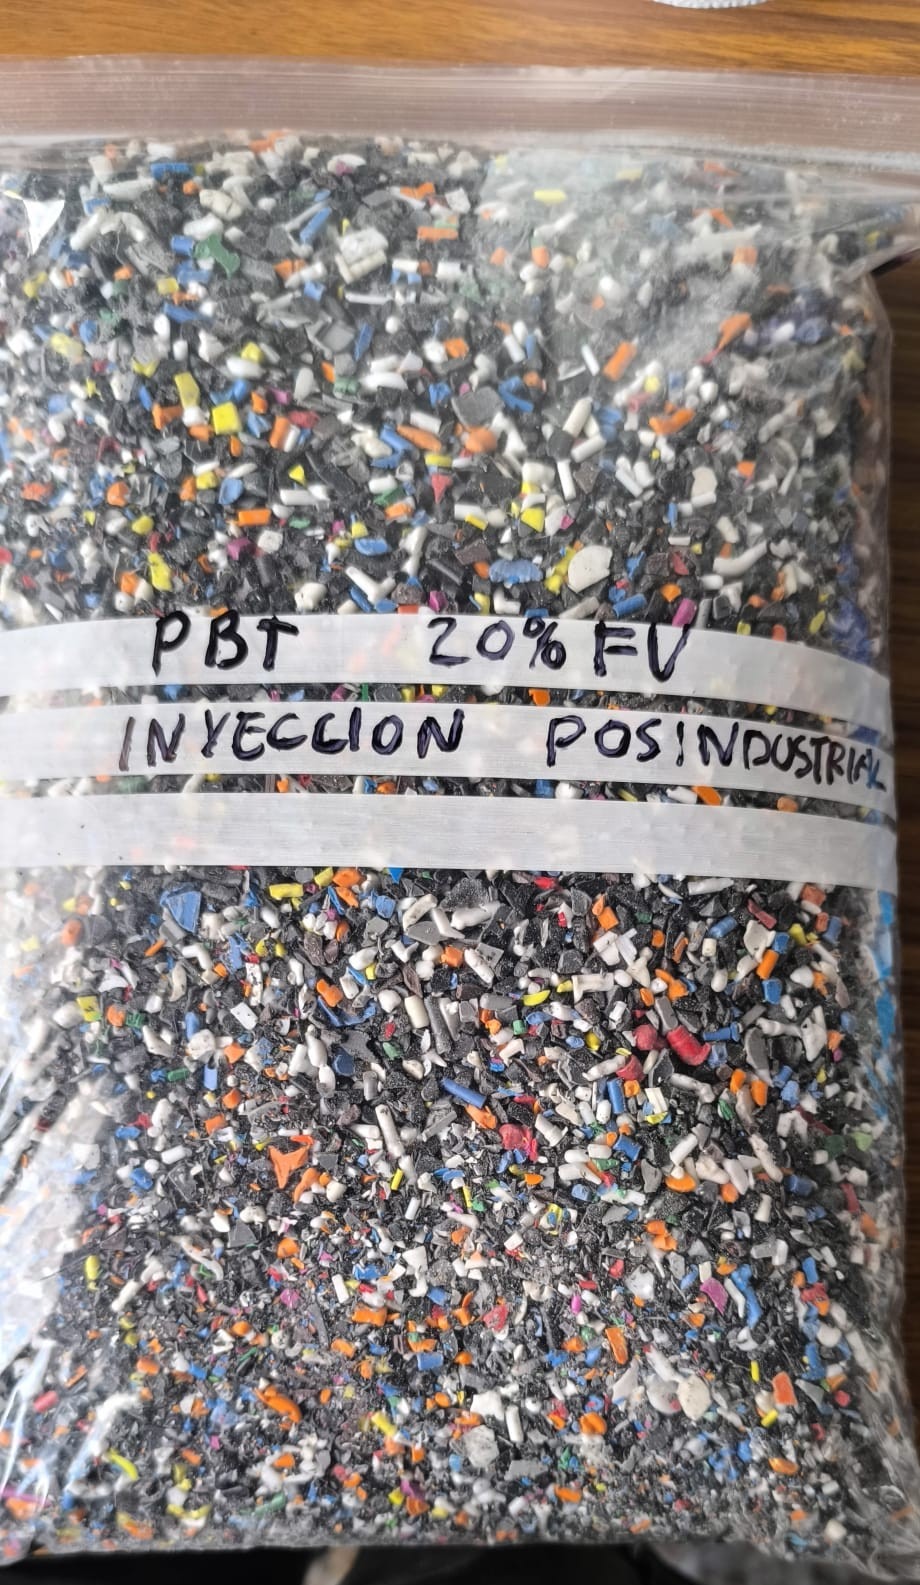 PBT 20% FV
INYECCION POSINDUSTRIAL